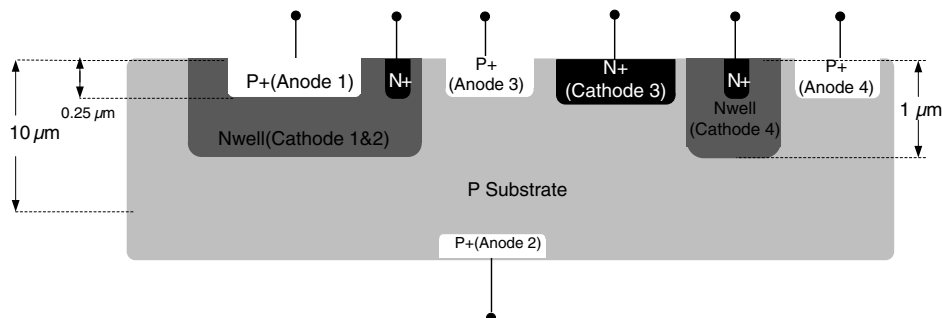 P+(Anode 1)
N+
P+
(Anode 3)
N+
(Cathode 3)
N+
P+
(Anode 4)
0.25 µm
10 µm
1 µm
Nwell(Cathode 1&2)
Nwell
(Cathode 4)
P Substrate
P+(Anode 2)